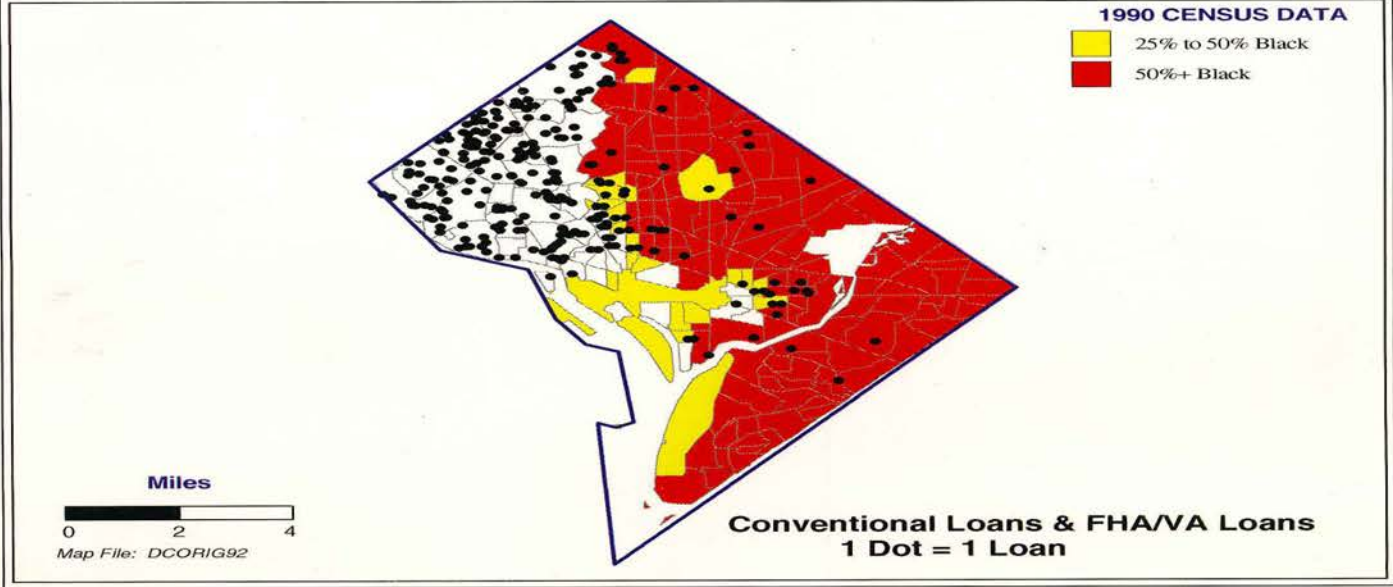 1990 CENSUS DATA
25% to 50% Black
50%+ Black
Miles
0 2 4
Map File: DCORIG92
Conventional Loans & FHA/VA Loans
1 Dot = 1 Loan